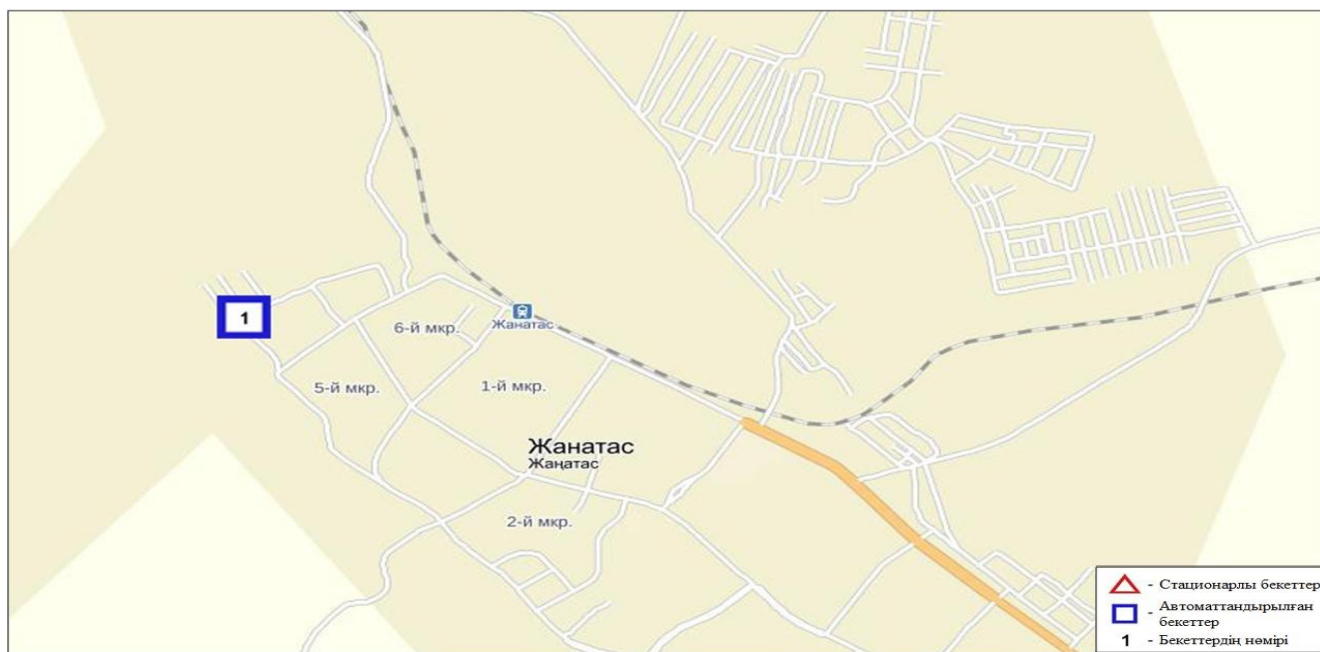 1
6-й мкр.
Жанатас
5-й мкр.
1-й мкр.
Жанатас
Жаңатас
2-й мкр.
- Стационарлы бекеттер
- Автоматтандырылған
бекеттер
1 - Бекеттердің нөмірі